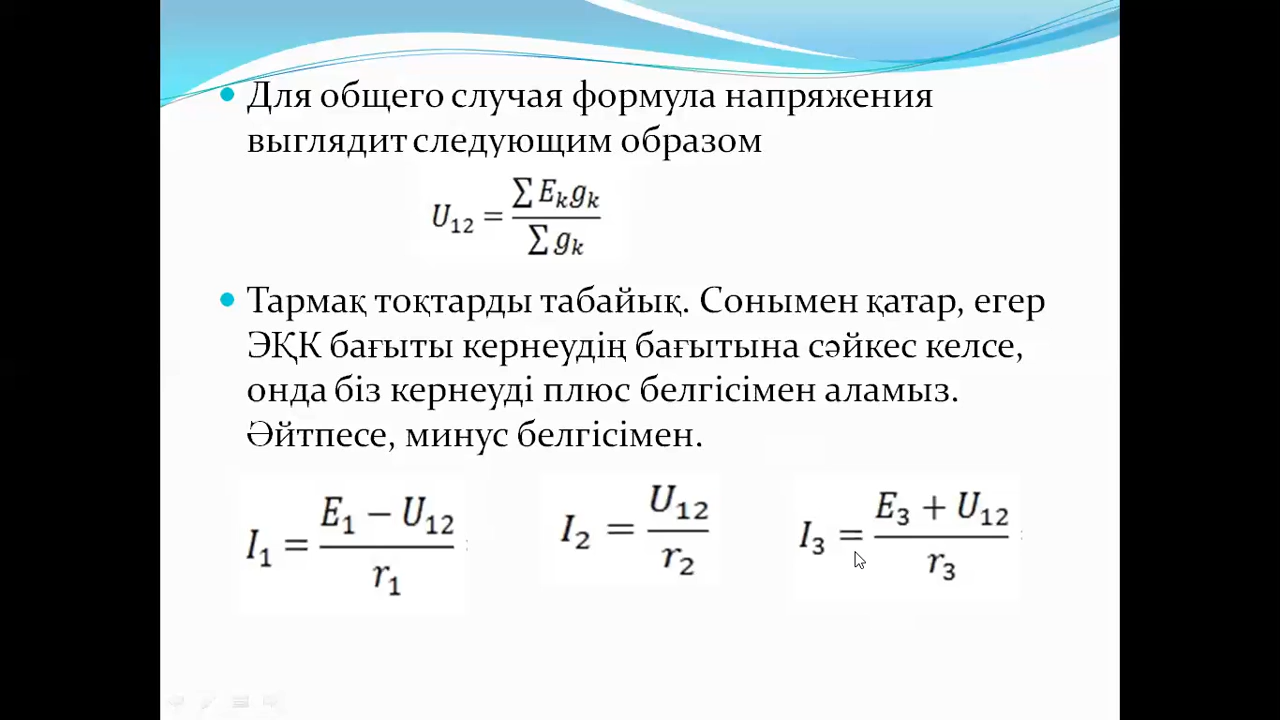 Для общего случая формула напряжения
выглядит следующим образом
U₁₂ = ∑ Eₖgₖ / ∑ gₖ
Тармақ тоқтарды табайық. Сонымен қатар, егер
ЭҚК бағыты кернеудің бағытына сәйкес келсе,
онда біз кернеуді плюс белгісімен аламыз.
Әйтпесе, минус белгісімен.
I₁ = (E₁ − U₁₂) / r₁ I₂ = U₁₂ / r₂ I₃ = (E₃ + U₁₂) / r₃